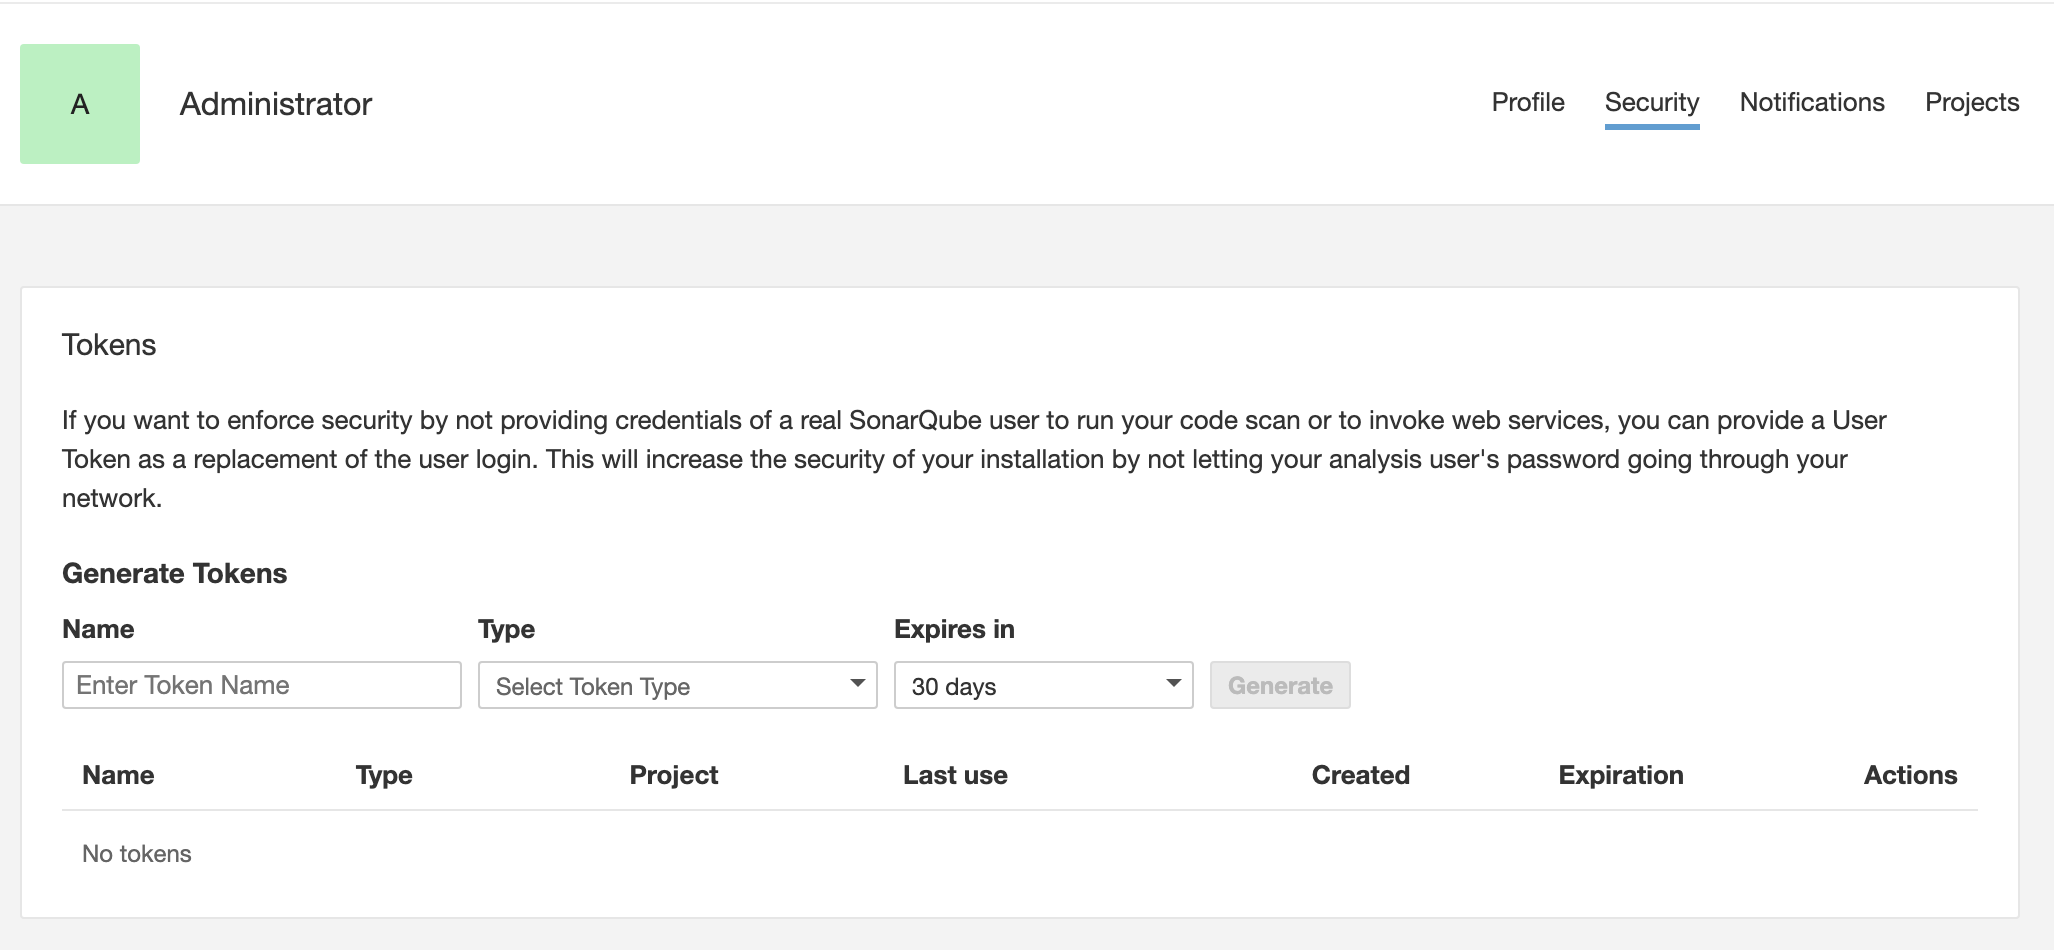 A
Administrator
Profile Security Notifications Projects
Tokens
If you want to enforce security by not providing credentials of a real SonarQube user to run your code scan or to invoke web services, you can provide a User
Token as a replacement of the user login. This will increase the security of your installation by not letting your analysis user's password going through your
network.
Generate Tokens
Name Type Expires in
Enter Token Name Select Token Type 30 days Generate
Name Type Project Last use Created Expiration Actions
No tokens